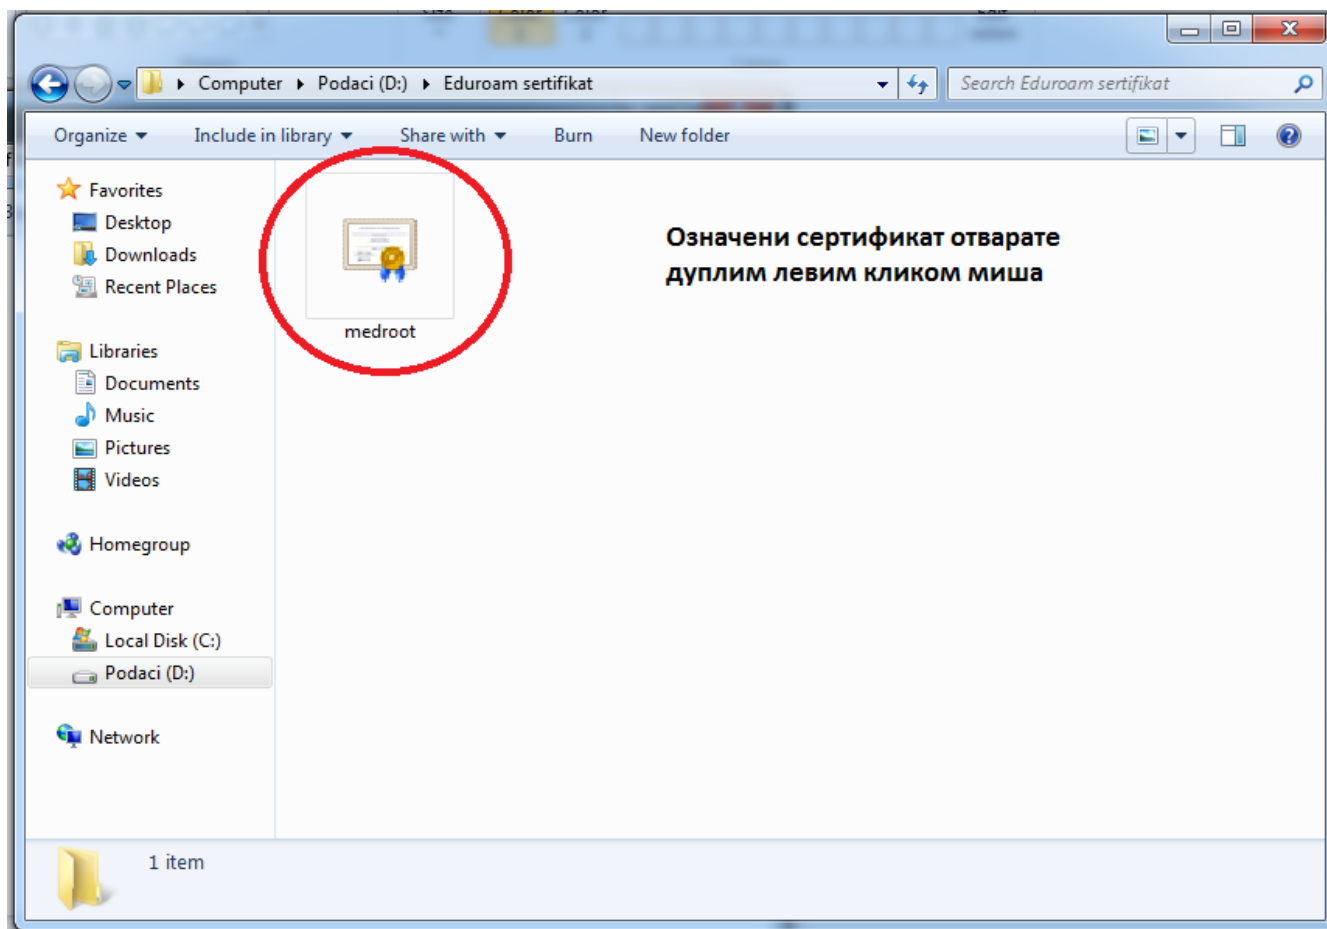 Computer ▸ Podaci (D:) ▸ Eduroam sertifikat
Search Eduroam sertifikat
Organize Include in library Share with Burn New folder
Favorites
Desktop
Downloads
Recent Places
Libraries
Documents
Music
Pictures
Videos
Homegroup
Computer
Local Disk (C:)
Podaci (D:)
Network
medroot
Означени сертификат отварате
дуплим левим кликом миша
1 item